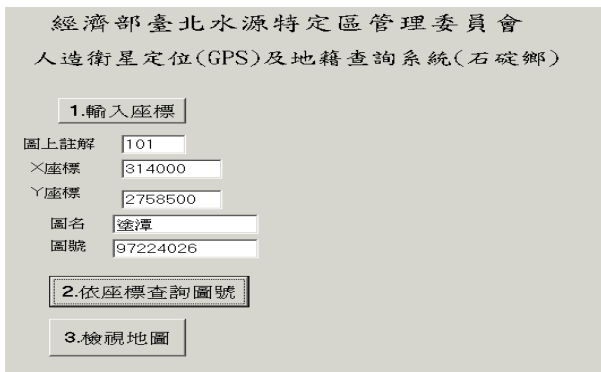 經濟部臺北水源特定區管理委員會
人造衛星定位(GPS)及地籍查詢系統(石碇鄉)
1.輸入座標
圖上註解 101
X座標 314000
Y座標 2758500
圖名 塗潭
圖號 97224026
2.依座標查詢圖號
3.檢視地圖